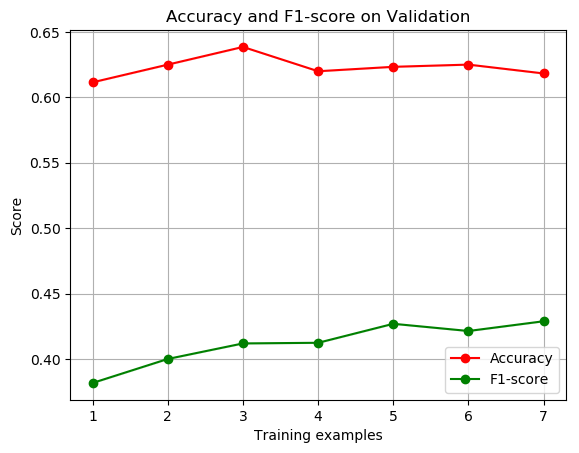 Accuracy and F1-score on Validation
0.65
0.60
0.55
0.50
0.45
0.40
Score
Accuracy
F1-score
1 2 3 4 5 6 7
Training examples